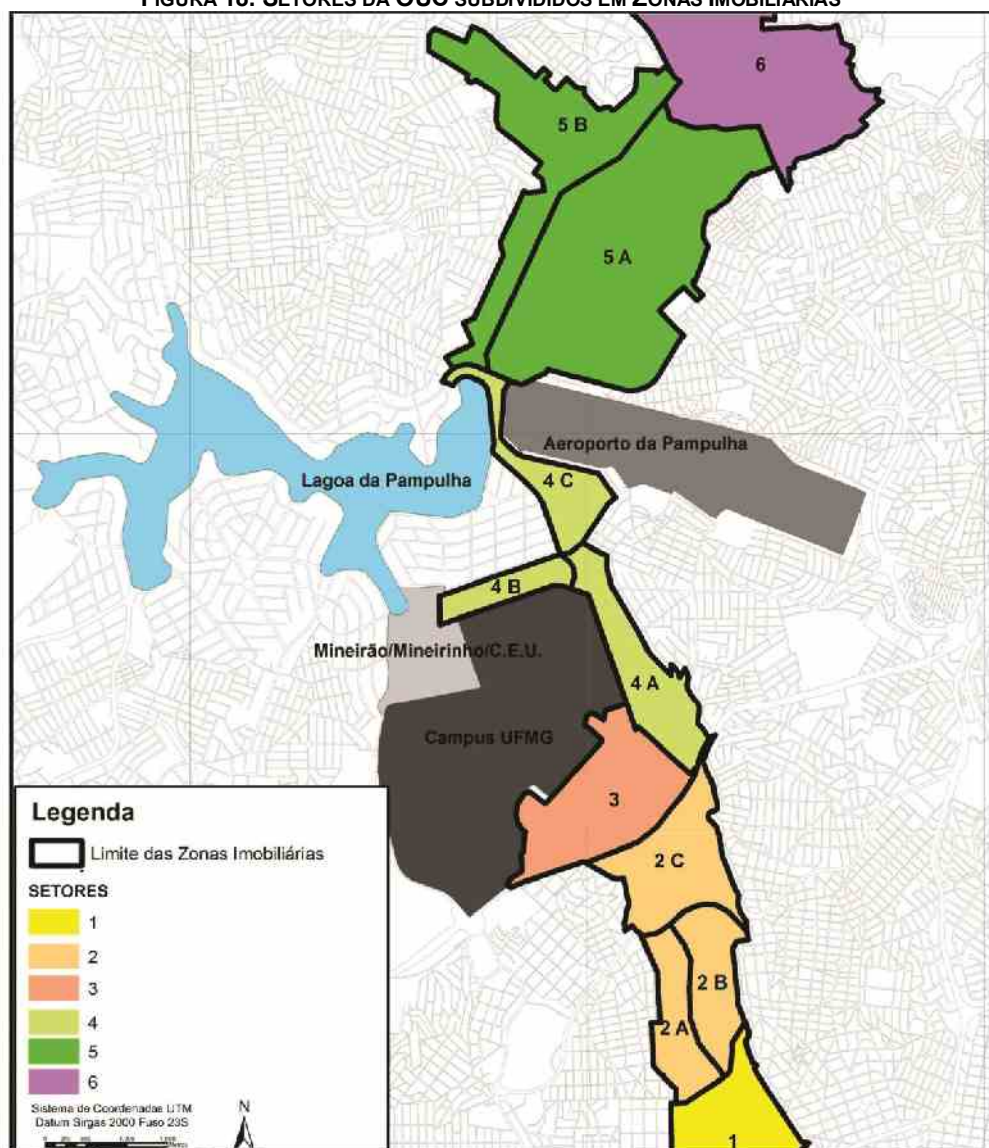 FIGURA 18: SETORES DA OUC SUBDIVIDIDOS EM ZONAS IMOBILIÁRIAS
6
5 B
5 A
Aeroporto da Pampulha
Lagoa da Pampulha
4 C
4 B
Mineirão/Mineirinho/C.E.U.
4 A
Campus UFMG
3
2 C
2 B
2 A
1
Legenda
Limite das Zonas Imobiliárias
SETORES
1
2
3
4
5
6
Sistema de Coordenadas UTM
Datum Sirgas 2000 Fuso 23S
N